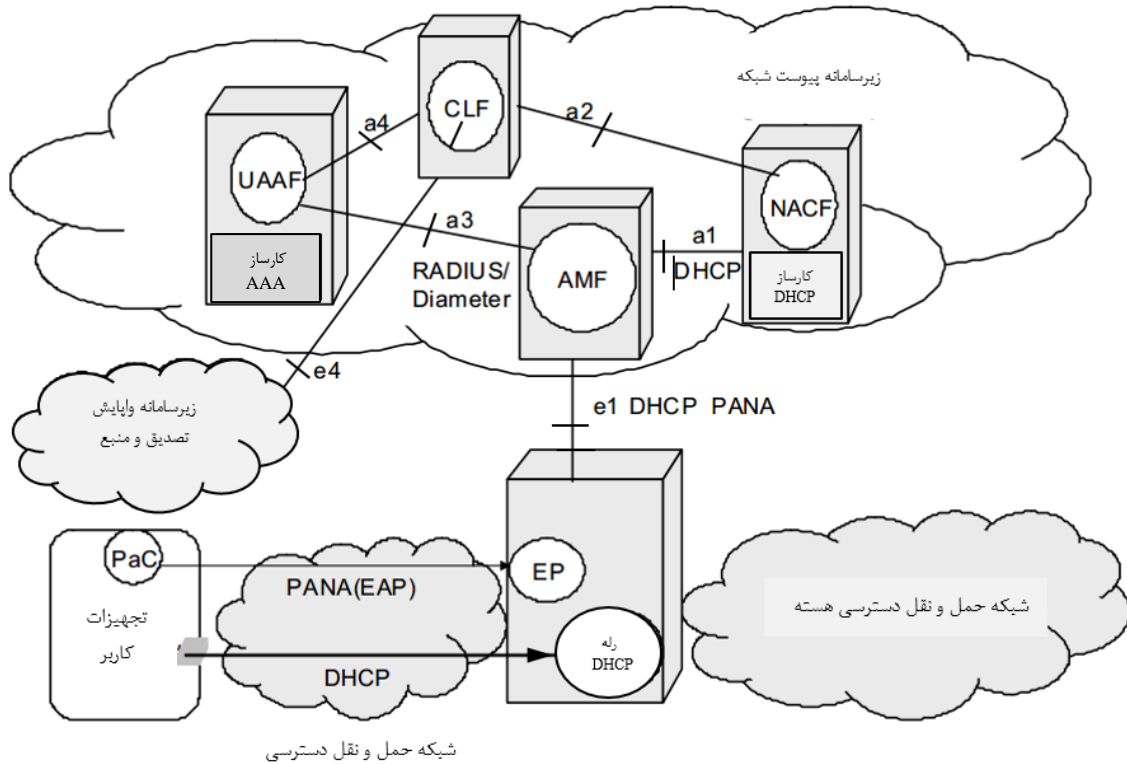 زیرسامانه پیوست شبکه
CLF
a4
a2
UAAF
NACF
a3
a1
کارساز
AAA
RADIUS/
Diameter
AMF
DHCP
کارساز
DHCP
e4
زیرسامانه واپایش
تصدیق و منبع
e1 DHCP PANA
PaC
EP
PANA(EAP)
تجهیزات
کاربر
شبکه حمل و نقل دسترسی هسته
رله
DHCP
DHCP
شبکه حمل و نقل دسترسی